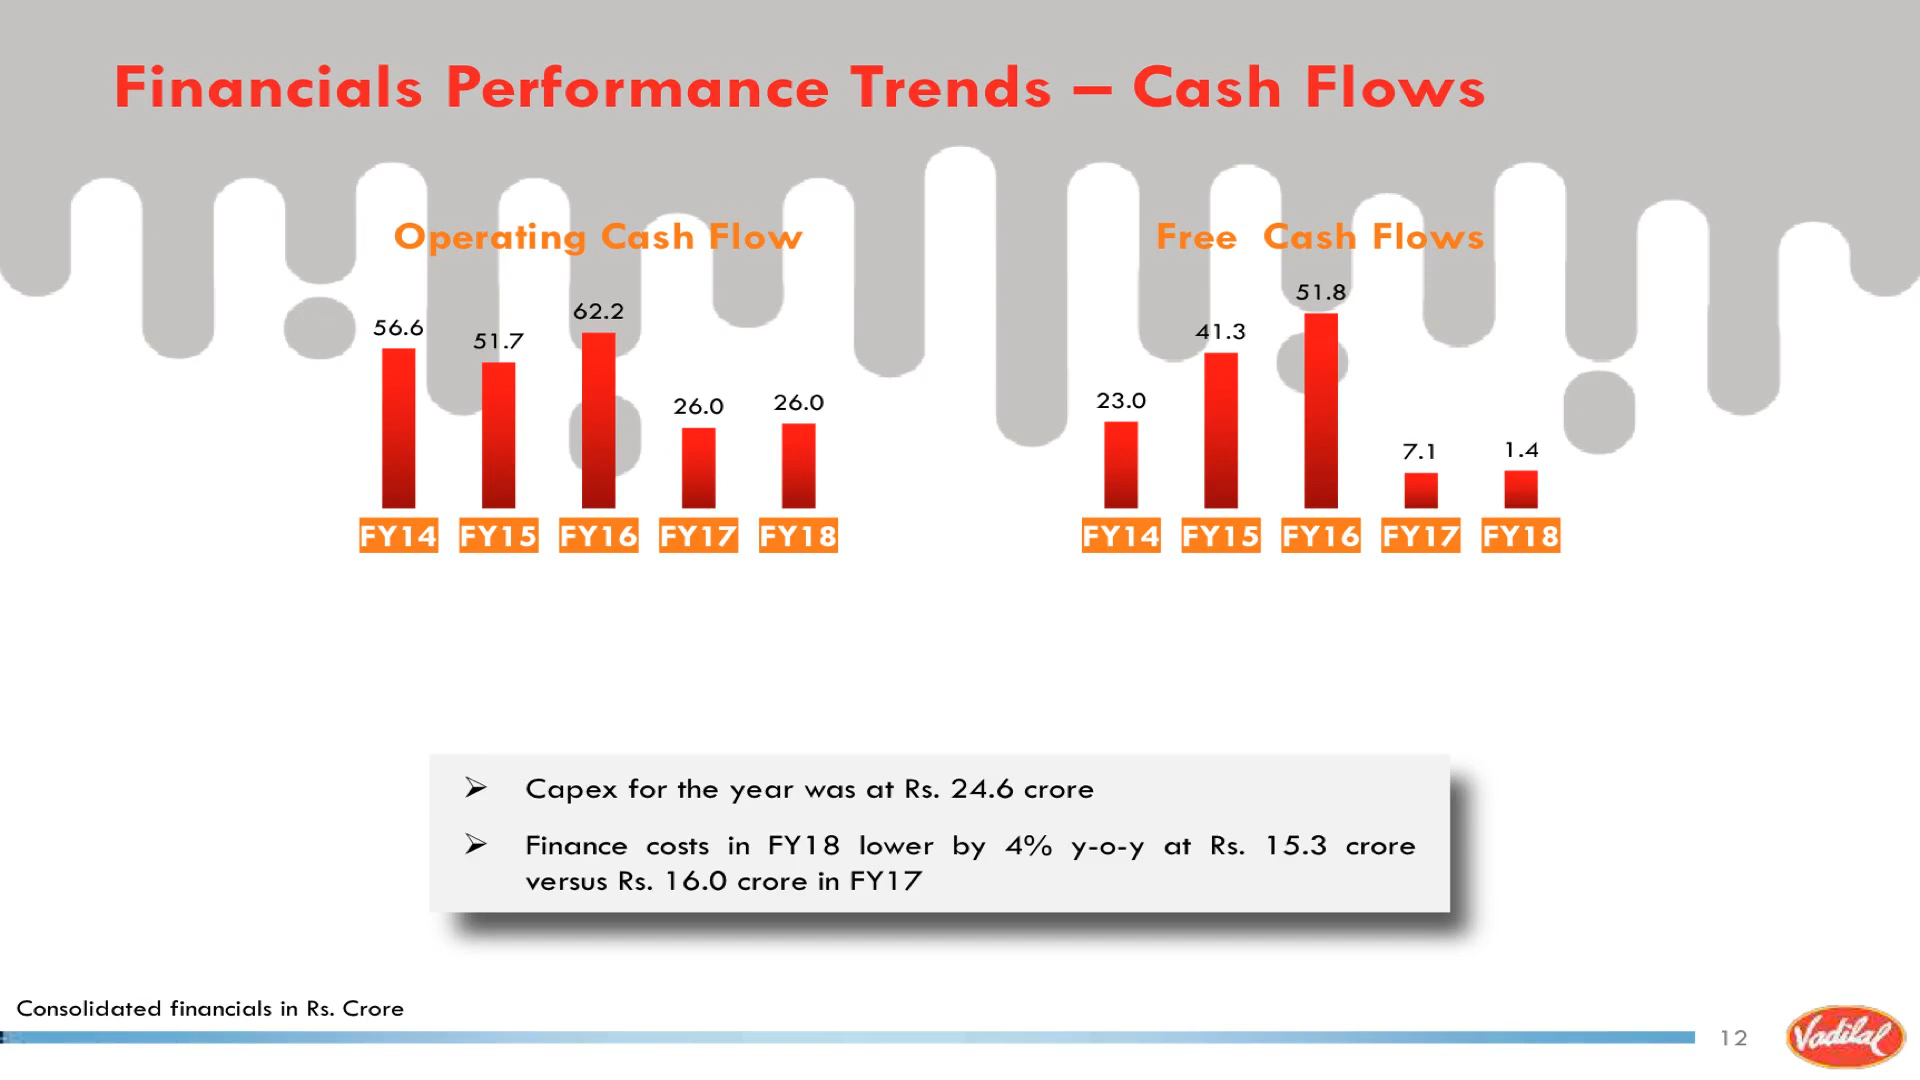 Financials Performance Trends – Cash Flows
Operating Cash Flow
56.6
51.7
62.2
26.0
26.0
FY14
FY15
FY16
FY17
FY18
Free Cash Flows
23.0
41.3
51.8
7.1
1.4
FY14
FY15
FY16
FY17
FY18
➢ Capex for the year was at Rs. 24.6 crore
➢ Finance costs in FY18 lower by 4% y-o-y at Rs. 15.3 crore
versus Rs. 16.0 crore in FY17
Consolidated financials in Rs. Crore
12
Vadilal